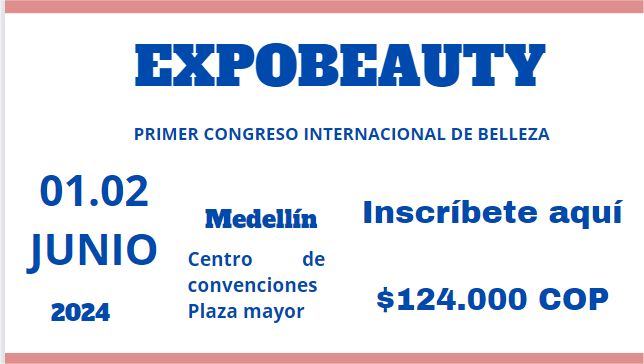 EXPOBEAUTY
PRIMER CONGRESO INTERNACIONAL DE BELLEZA
01.02
JUNIO
2024
Medellín
Centro de
convenciones
Plaza mayor
Inscríbete aquí
$124.000 COP